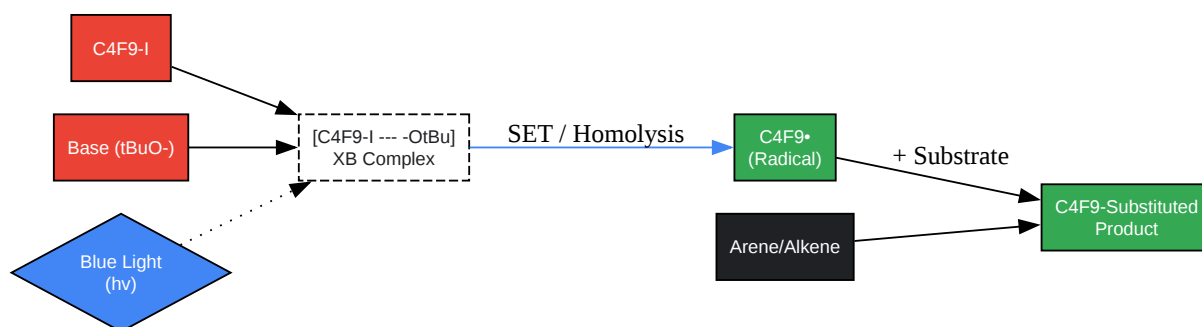 C4F9-I
Base (tBuO-)
Blue Light
(hv)
[C4F9-I --- -OtBu]
XB Complex
SET / Homolysis
C4F9•
(Radical)
+ Substrate
Arene/Alkene
C4F9-Substituted
Product